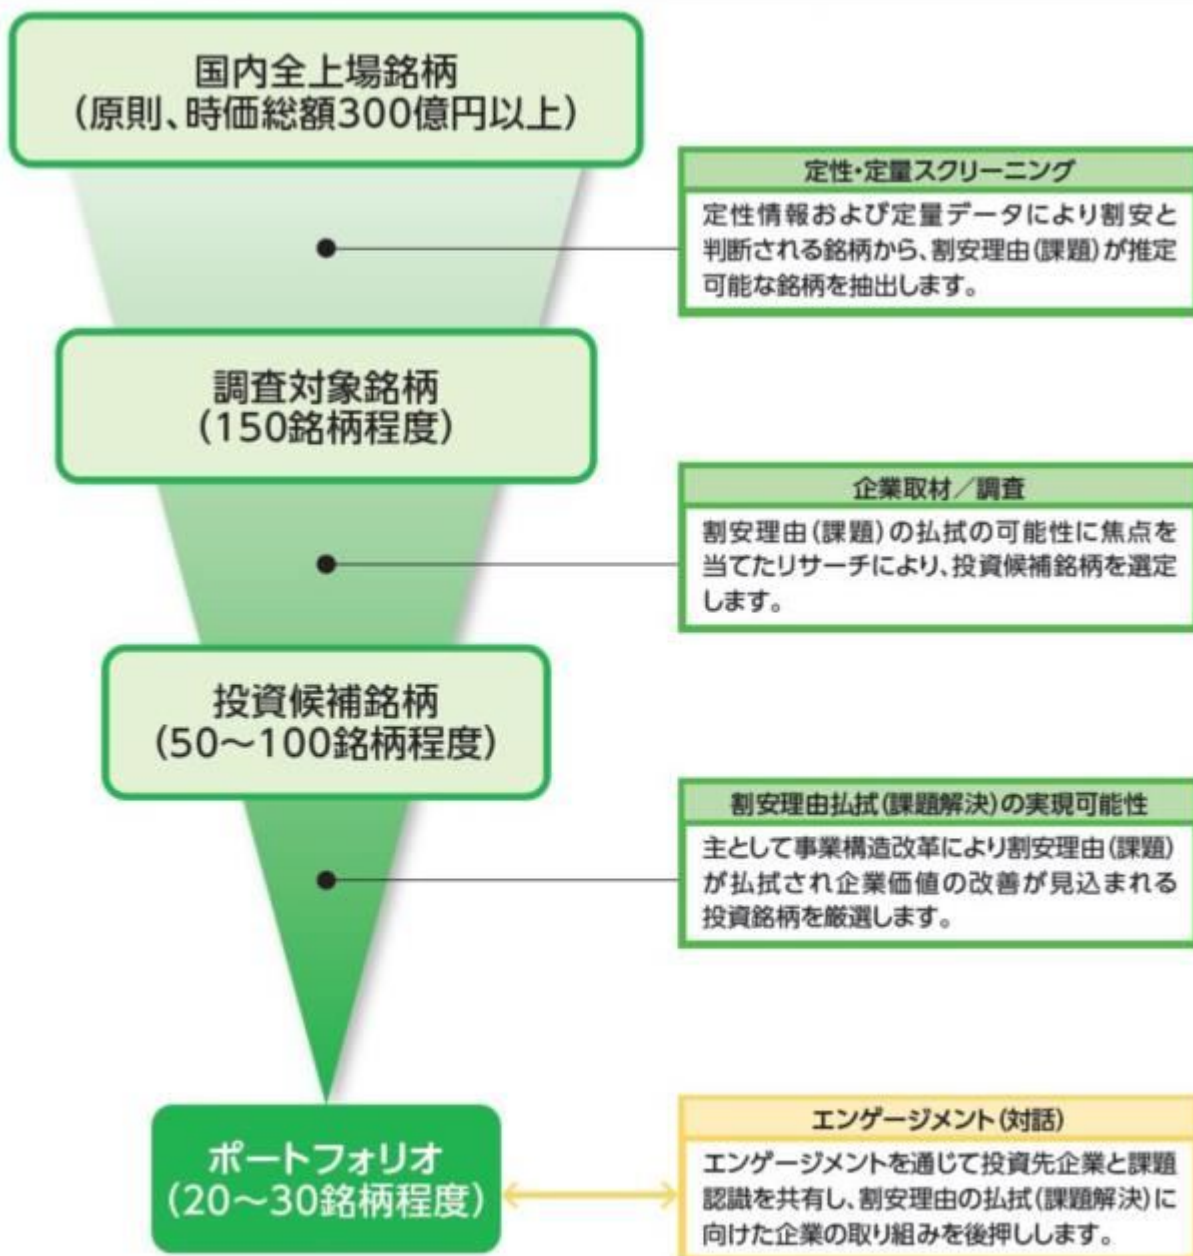 国内全上場銘柄
(原則、時価総額300億円以上)
定性・定量スクリーニング
定性情報および定量データにより割安と
判断される銘柄から、割安理由(課題)が推定
可能な銘柄を抽出します。
調査対象銘柄
(150銘柄程度)
企業取材／調査
割安理由(課題)の払拭の可能性に焦点を
当てたリサーチにより、投資候補銘柄を選定
します。
投資候補銘柄
(50～100銘柄程度)
割安理由払拭(課題解決)の実現可能性
主として事業構造改革により割安理由(課題)
が払拭され企業価値の改善が見込まれる
投資銘柄を厳選します。
ポートフォリオ
(20～30銘柄程度)
エンゲージメント(対話)
エンゲージメントを通じて投資先企業と課題
認識を共有し、割安理由の払拭(課題解決)に
向けた企業の取り組みを後押しします。